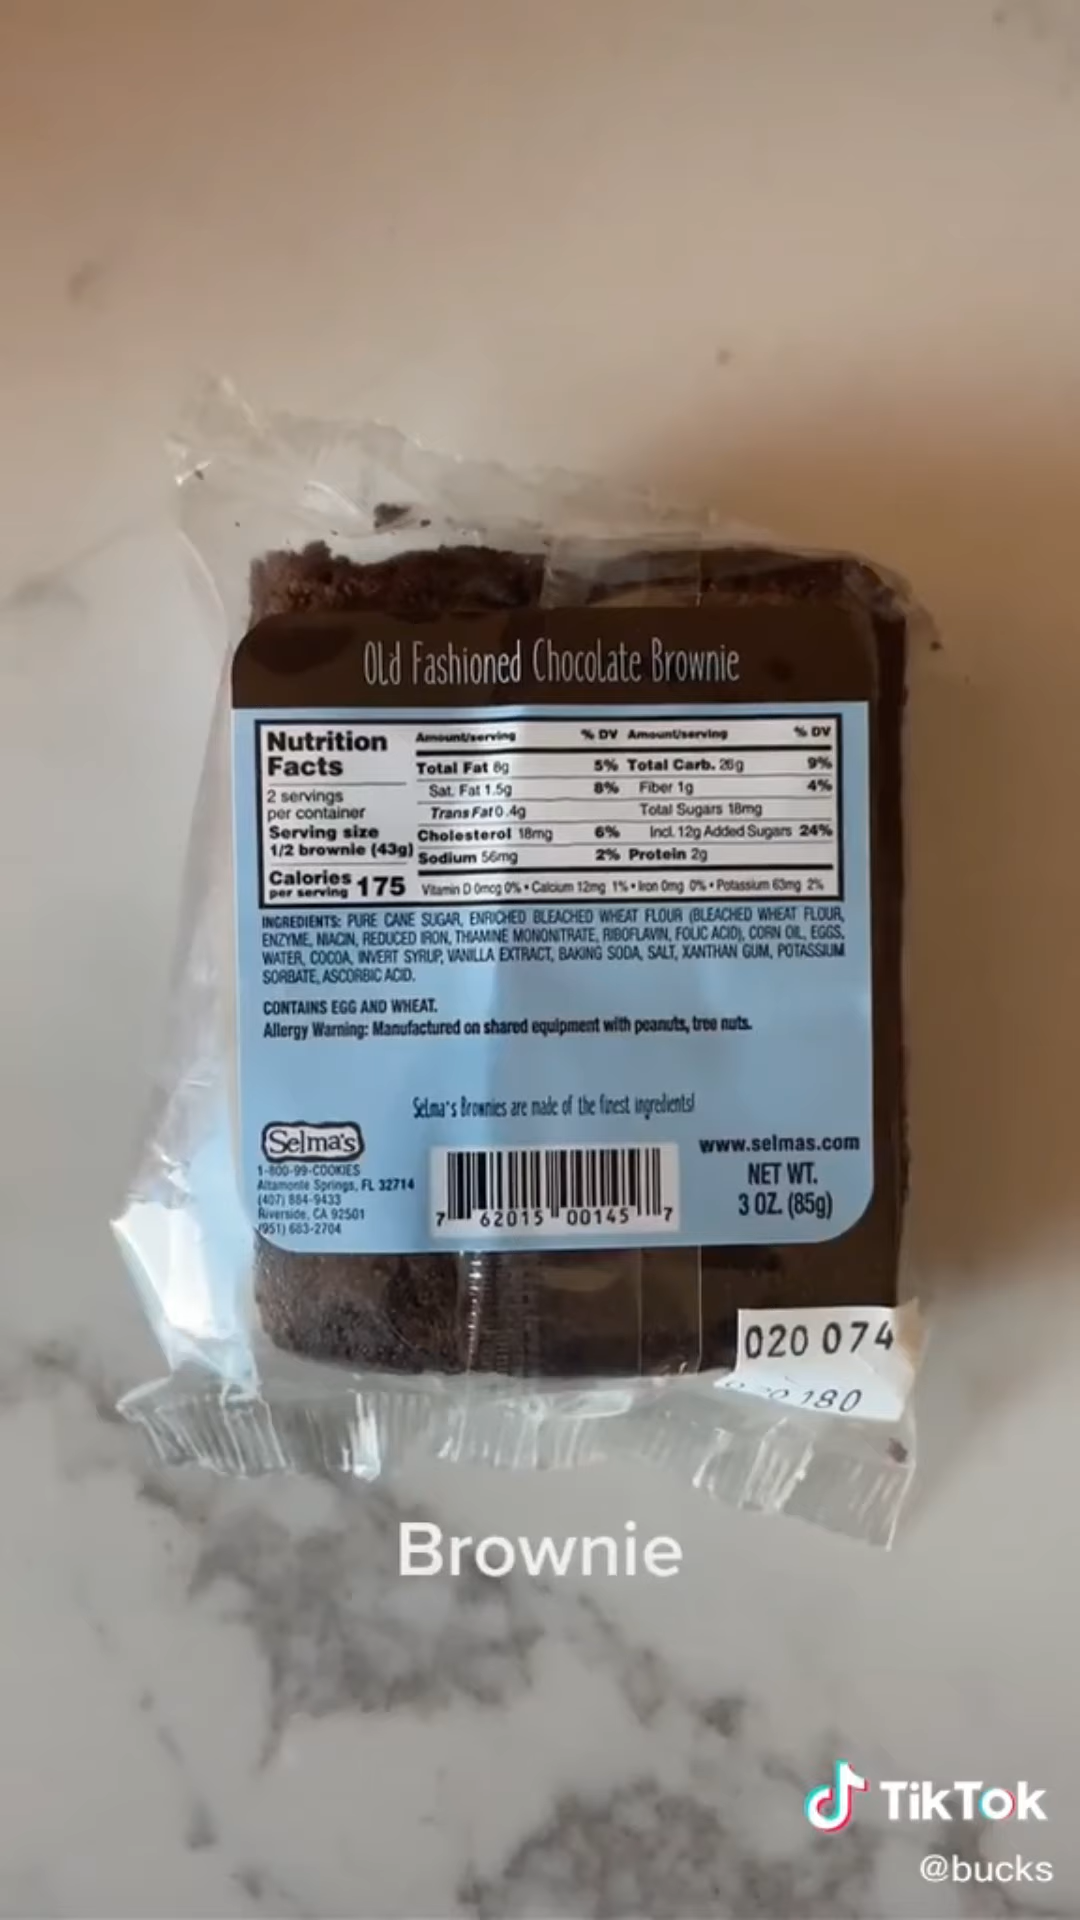 Old Fashioned Chocolate Brownie
Nutrition Facts
2 servings per container
Serving size
1/2 brownie (43g)
Calories per serving 175
Amount/serving % DV Amount/serving % DV
Total Fat 6g 5% Total Carb. 26g 9%
Sat. Fat 1.5g 8% Fiber 1g 4%
Trans Fat 0.4g Total Sugars 18mg
Cholesterol 18mg 6% Incl. 12g Added Sugars 24%
Sodium 56mg 2% Protein 2g
Vitamin D 0mcg 0% • Calcium 12mg 1% • Iron 0mg 0% • Potassium 63mg 2%
INGREDIENTS: PURE CANE SUGAR, ENRICHED BLEACHED WHEAT FLOUR (BLEACHED WHEAT FLOUR,
ENZYME, NIACIN, REDUCED IRON, THIAMINE MONONITRATE, RIBOFLAVIN, FOLIC ACID), CORN OIL, EGGS,
WATER, COCOA, INVERT SYRUP, VANILLA EXTRACT, BAKING SODA, SALT, XANTHAN GUM, POTASSIUM
SORBATE, ASCORBIC ACID.
CONTAINS EGG AND WHEAT.
Allergy Warning: Manufactured on shared equipment with peanuts, tree nuts.
Selma's Brownies are made of the finest ingredients!
Selma's
1-800-99-COOKIES
Altamonte Springs, FL 32714
(407) 884-9433
Riverside, CA 92501
(951) 683-2704
7 62015 00145 7
www.selmas.com
NET WT.
3 OZ. (85g)
020 074
180
Brownie
TikTok
@bucks